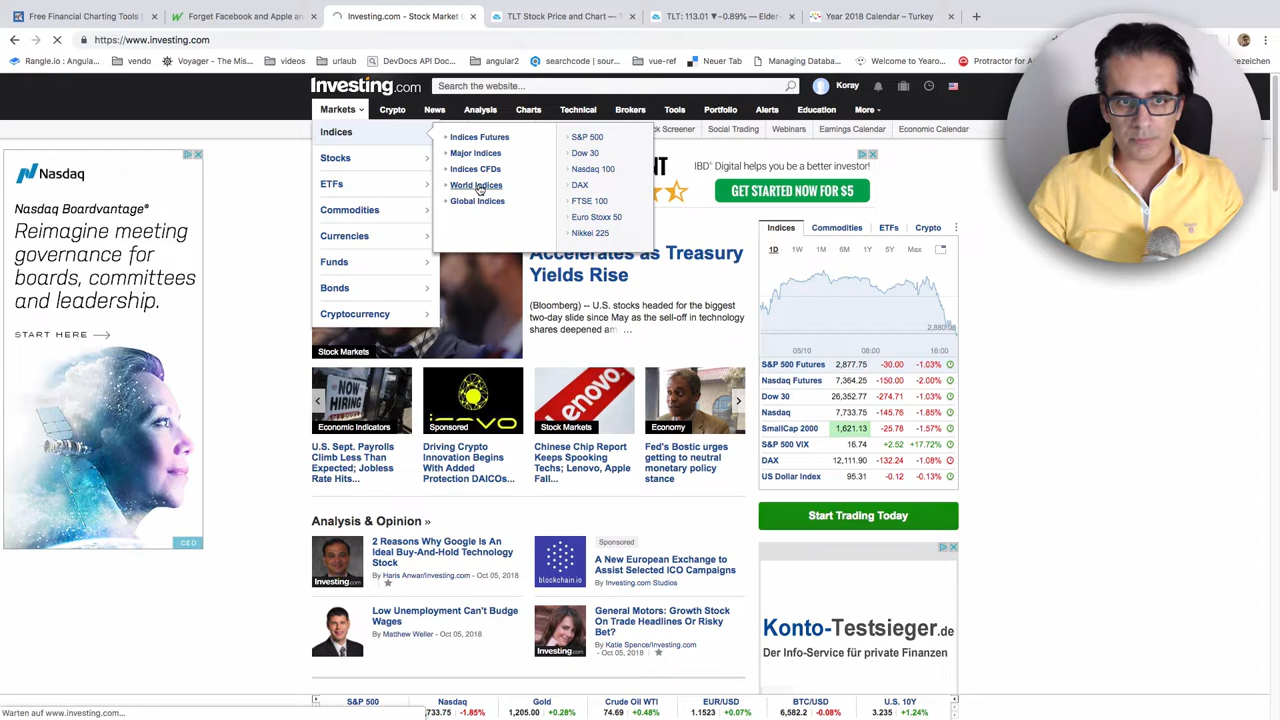 Free Financial Charting Tools |
Forget Facebook and Apple an
Investing.com - Stock Market
TLT Stock Price and Chart —
TLT: 113.01 ▼−0.89% — Elder-
Year 2018 Calendar – Turkey
https://www.investing.com
Rangle.io : Angula...
vendo
Voyager - The Mis...
videos
urlaub
DevDocs API Doc...
angular2
searchcode | sour...
vue-ref
Neuer Tab
Managing Databa...
Welcome to Yearo...
Protractor
zeichen
Investing.com
Search the website...
Koray
Markets
Crypto
News
Analysis
Charts
Technical
Brokers
Tools
Portfolio
Alerts
Education
More
Screener
Social Trading
Webinars
Earnings Calendar
Economic Calendar
Indices
Stocks
ETFs
Commodities
Currencies
Funds
Bonds
Cryptocurrency
Indices Futures
Major Indices
Indices CFDs
World Indices
Global Indices
S&P 500
Dow 30
Nasdaq 100
DAX
FTSE 100
Euro Stoxx 50
Nikkei 225
Nasdaq
Nasdaq Boardvantage®
Reimagine meeting
governance for
boards, committees
and leadership.
START HERE
CEO
NT
IBD® Digital helps you be a better investor!
GET STARTED NOW FOR $5
Accelerates as Treasury
Yields Rise
(Bloomberg) -- U.S. stocks headed for the biggest
two-day slide since May as the sell-off in technology
shares deepened am ...
Stock Markets
NOW
HIRING
Economic Indicators
U.S. Sept. Payrolls
Climb Less Than
Expected; Jobless
Rate Hits...
Sponsored
Driving Crypto
Innovation Begins
With Added
Protection DAICOs...
Lenovo
Stock Markets
Chinese Chip Report
Keeps Spooking
Techs; Lenovo, Apple
Fall...
Economy
Fed's Bostic urges
getting to neutral
monetary policy
stance
Analysis & Opinion »
2 Reasons Why Google Is An
Ideal Buy-And-Hold Technology
Stock
By Haris Anwar/Investing.com - Oct 05, 2018
Investing.com
blockchain.io
Sponsored
A New European Exchange to
Assist Selected ICO Campaigns
By Investing.com Studios
Low Unemployment Can't Budge
Wages
By Matthew Weller - Oct 05, 2018
General Motors: Growth Stock
On Trade Headlines Or Risky
Bet?
By Katie Spence/Investing.com
- Oct 05, 2018
Investing.com
Indices
Commodities
ETFs
Crypto
1D
1W
1M
6M
1Y
5Y
Max
2,880.00
05/10
08:00
16:00
S&P 500 Futures 2,877.75 -30.00 -1.03%
Nasdaq Futures 7,364.25 -150.00 -2.00%
Dow 30 26,352.77 -274.71 -1.03%
Nasdaq 7,733.75 -145.76 -1.85%
SmallCap 2000 1,621.13 -25.78 -1.57%
S&P 500 VIX 16.74 +2.52 +17.72%
DAX 12,111.90 -132.24 -1.08%
US Dollar Index 95.31 -0.12 -0.13%
Start Trading Today
Konto-Testsieger.de
Der Info-Service für private Finanzen
S&P 500
Nasdaq
Gold
Crude Oil WTI
EUR/USD
BTC/USD
U.S. 10Y
733.75 -1.85%
1,205.00 +0.28%
74.69 +0.48%
1.1523 +0.07%
6,582.2 -0.08%
3.235 +1.24%
Warten auf www.investing.com...